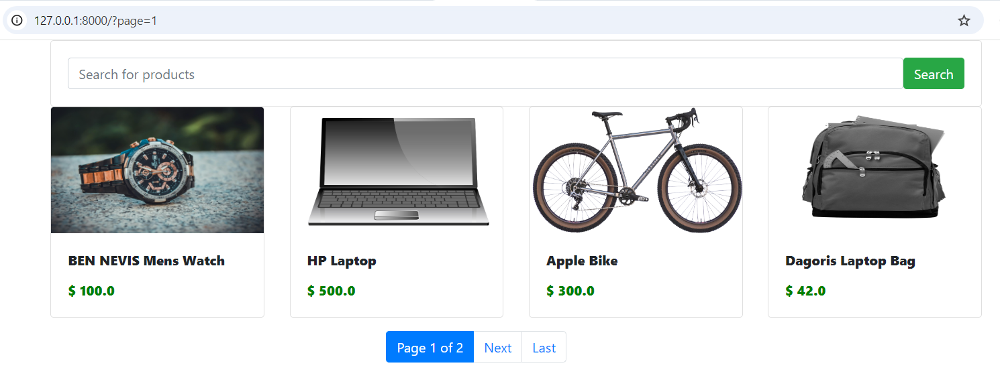 127.0.0.1:8000/?page=1
Search for products
Search
BEN NEVIS Mens Watch
HP Laptop
Apple Bike
Dagoris Laptop Bag
$ 100.0
$ 500.0
$ 300.0
$ 42.0
Page 1 of 2
Next
Last